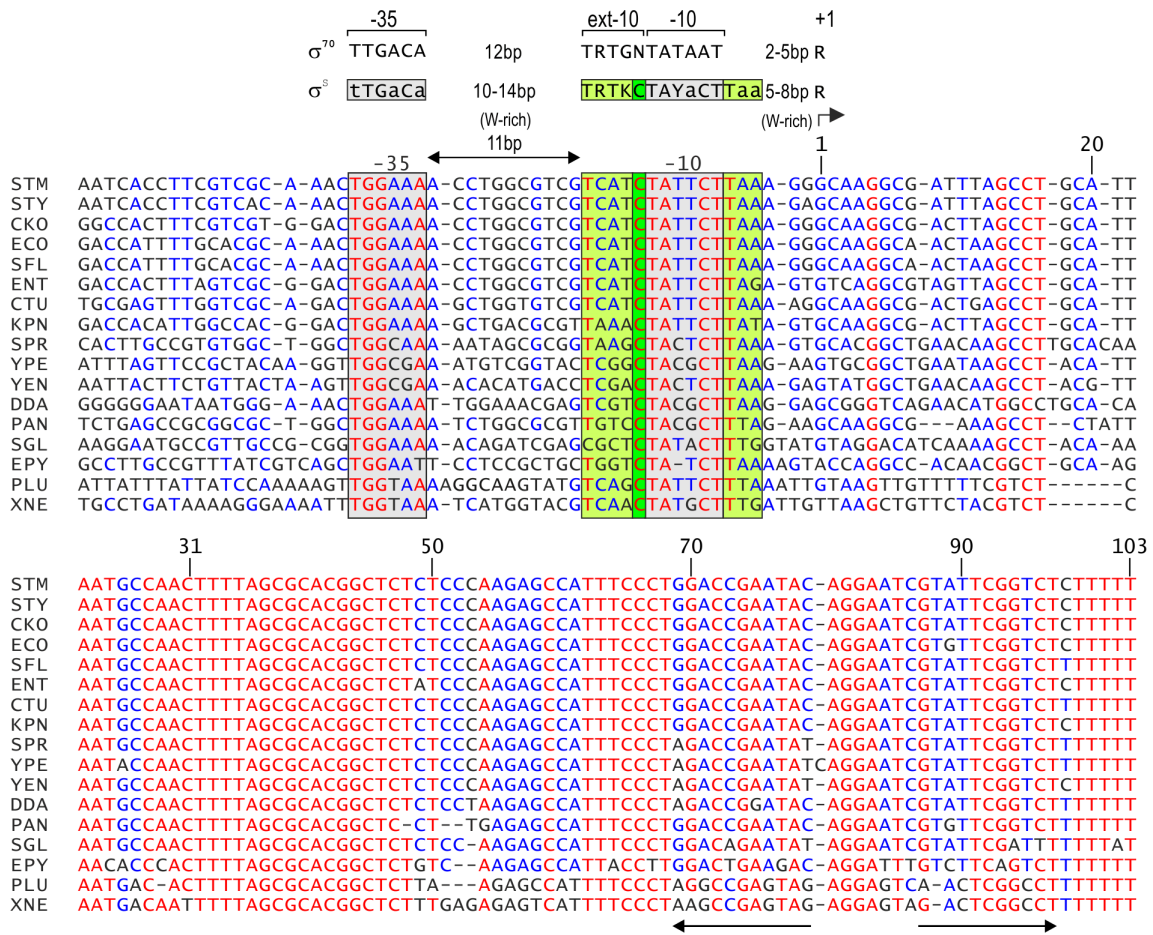 -35 ext-10 -10 +1
σ70 TTGACA 12bp TRTGNTATAAT 2-5bp R
σS tTGaCa 10-14bp TRTKCTAYaCTTaa 5-8bp R
(W-rich) (W-rich)
11bp 1 20
-35 -10
STM AATCACCTTCGTCGC-A-AACTGGAAAA-CCTGGCGTCGTCATCTATTCTTAAA-GGGCAAGGCG-ATTTAGCCT-GCA-TT
STY AATCACCTTCGTCAC-A-AACTGGAAAA-CCTGGCGTCGTCATCTATTCTTAAA-GAGCAAGGCG-ATTTAGCCT-GCA-TT
CKO GGCCACTTTCGTCGT-G-GACTGGAAAA-CCTGGCGTCGTCATCTATTCTTAAA-GGGCAAGGCG-ACTTAGCCT-GCA-TT
ECO GACCATTTTGCACGC-A-AACTGGAAAA-CCTGGCGTCGTCATCTATTCTTAAA-GGGCAAGGCA-ACTAAGCCT-GCA-TT
SFL GACCATTTTGCACGC-A-AACTGGAAAA-CCTGGCGTCGTCATCTATTCTTAAA-GGGCAAGGCA-ACTAAGCCT-GCA-TT
ENT GACCACTTTAGTCGC-G-GACTGGAAAA-CCTGGCGTCGTCATCTATTCTTAGA-GTGTCAGGCGTAGTTAGCCT-GCA-TT
CTU TGCGAGTTTGGTCGC-A-GACTGGAAAA-GCTGGTGTCGTCATCTATTCTTAAA-AGGCAAGGCG-ACTGAGCCT-GCA-TT
KPN GACCACATTGGCCAC-G-GACTGGAAAA-GCTGACGCGTTAAACTATTCTTATA-GTGCAAGGCG-ACTTAGCCT-GCA-TT
SPR CACTTGCCGTGTGGC-T-GGCTGGCAAA-AATAGCGCGGTAAGCTACTCTTAAA-GTGCACGGCTGAACAAGCCTTGCACAA
YPE ATTTAGTTCCGCTACAA-GGTTGGCGAA-ATGTCGGTACTCGGCTACGCTTAAG-AAGTGCGGCTGAATAAGCCT-ACA-TT
YEN AATTACTTCTGTTACTA-AGTTGGCGAA-ACACATGACCTCGACTACTCTTAAA-GAGTATGGCTGAACAAGCCT-ACG-TT
DDA GGGGGGAATAATGGG-A-AACTGGAAAT-TGGAAACGAGTCGTCTACGCTTAAG-GAGCGGGTCAGAACATGGCCTGCA-CA
PAN TCTGAGCCGCGGCGC-T-GGCTGGAAAA-TCTGGCGCGTTGTCCTACGCTTTAG-GAAGCAAGCG---AAAGCCT--CTATT
SGL AAGGAATGCCGTTGCCG-CGGTGGAAAA-ACAGATCGAGCGCTCTATACTTTGGTATGTAGGACATCAAAAGCCT-ACA-AA
EPY GCCTTGCCGTTTATCGTCAGCTGGAATT-CCTCCGCTGCTGGTCTA-TCTTAAAAAGTACCAGGCC-ACAACGGCT-GCA-AG
PLU ATTATTTATTATCCAAAAAGTTGGTAAAAGGCAAGTATGTCAGCTATTCTTTAAATTGTAAGTTGTTTTTCGTCT------C
XNE TGCCTGATAAAAGGGAAAATTTGGTAAA-TCATGGTACGTCAACTATGCTTTGATTGTTAAGCTGTTCTACGTCT------C
31 50 70 90 103
STM AATGCCAACTTTTAGCGCACGGCTCTCTCCCAAGAGCCATTTCCCTGGACCGAATAC-AGGAATCGTATTCGGTCTCTTTTT
STY AATGCCAACTTTTAGCGCACGGCTCTCTCCCAAGAGCCATTTCCCTGGACCGAATAC-AGGAATCGTATTCGGTCTCTTTTT
CKO AATGCCAACTTTTAGCGCACGGCTCTCTCCCAAGAGCCATTTCCCTGGACCGAATAC-AGGAATCGTATTCGGTCTCTTTTT
ECO AATGCCAACTTTTAGCGCACGGCTCTCTCCCAAGAGCCATTTCCCTGGACCGAATAC-AGGAATCGTGTTCGGTCTCTTTTT
SFL AATGCCAACTTTTAGCGCACGGCTCTCTCCCAAGAGCCATTTCCCTGGACCGAATAC-AGGAATCGTATTCGGTCTTTTTTT
ENT AATGCCAACTTTTAGCGCACGGCTCTATCCCAAGAGCCATTTCCCTGGACCGAATAC-AGGAATCGTATTCGGTCTCTTTTT
CTU AATGCCAACTTTTAGCGCACGGCTCTCTCCCAAGAGCCATTTCCCTGGACCGAATAC-AGGAATCGTATTCGGTCTTTTTTT
KPN AATGCCAACTTTTAGCGCACGGCTCTCTCCCAAGAGCCATTTCCCTGGACCGAATAC-AGGAATCGTATTCGGTCTCTTTTT
SPR AATGCCAACTTTTAGCGCACGGCTCTCTCCCAAGAGCCATTTCCCTAGACCGAATAT-AGGAATCGTATTCGGTCTTTTTTT
YPE AATACCAACTTTTAGCGCACGGCTCTCTCCCAAGAGCCATTTCCCTAGACCGAATATCAGGAATCGTATTCGGTCTTTTTTT
YEN AATGCCAACTTTTAGCGCACGGCTCTCTCCCAAGAGCCATTTCCCTAGACCGAATAT-AGGAATCGTATTCGGTCTCTTTTT
DDA AATGCCAACTTTTAGCGCACGGCTCTCTCCTAAGAGCCATTTCCCTAGACCGGATAC-AGGAATCGTATTCGGTCTTTTTTT
PAN AATGCCAACTTTTAGCGCACGGCTC-CT--TGAGAGCCATTTCCCTGGACCGAATAC-AGGAATCGTGTTCGGTCTTTTTTT
SGL AATGCCAACTTTTAGCGCACGGCTCTCTCC-AAGAGCCATTTCCCTGGACAGAATAT-AGGAATCGTATTCGATTTTTTTAT
EPY AACACCCACTTTTAGCGCACGGCTCTGTC--AAGAGCCATTACCTTGGACTGAAGAC-AGGATTTGTCTTCAGTCTTTTTTT
PLU AATGAC-ACTTTTAGCGCACGGCTCTTA---AGAGCCATTTTCCCTAGGCCGAGTAG-AGGAGTCA-ACTCGGCCTTTTTTT
XNE AATGACAATTTTTAGCGCACGGCTCTTTGAGAGAGTCATTTTCCCTAAGCCGAGTAG-AGGAGTAG-ACTCGGCCTTTTTTT